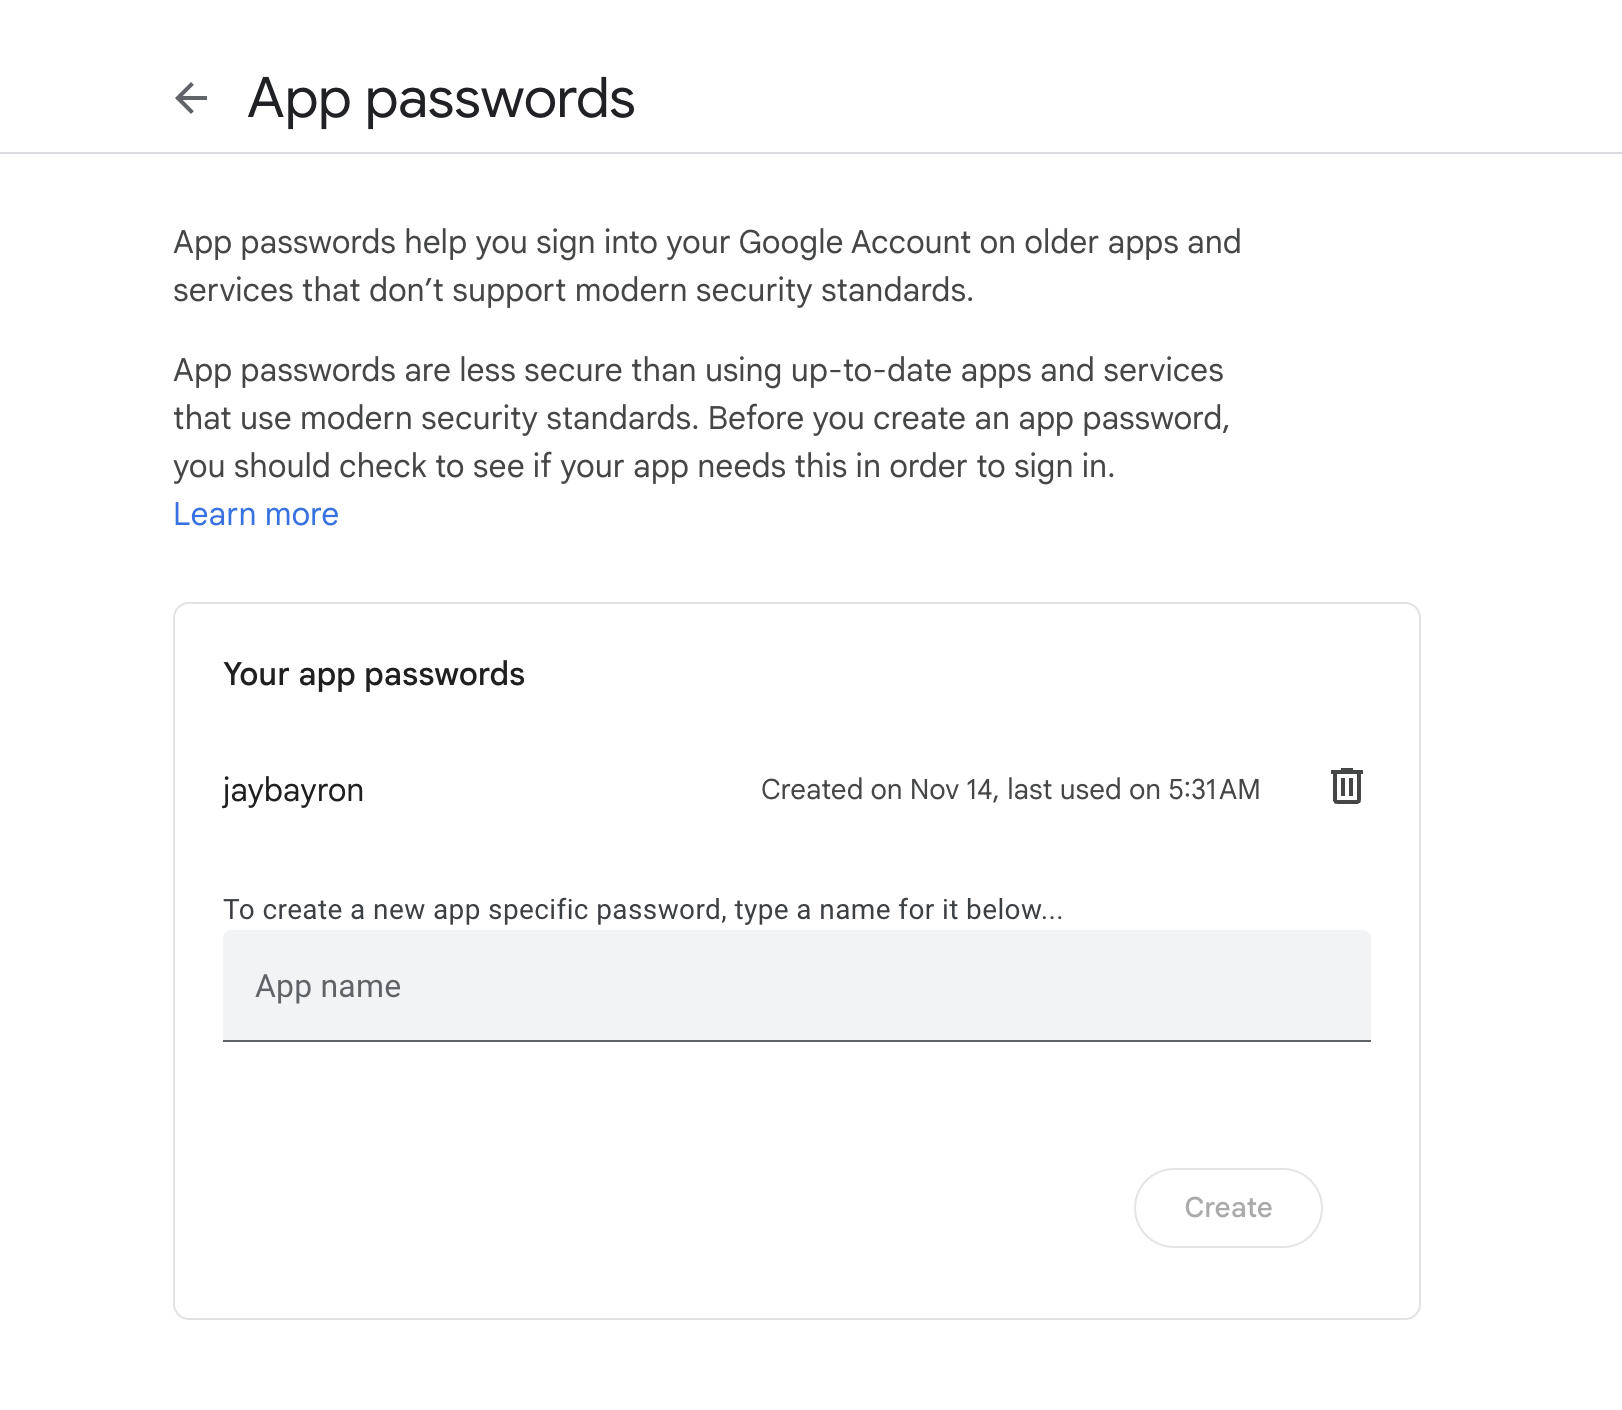 App passwords
App passwords help you sign into your Google Account on older apps and
services that don’t support modern security standards.
App passwords are less secure than using up-to-date apps and services
that use modern security standards. Before you create an app password,
you should check to see if your app needs this in order to sign in.
Learn more
Your app passwords
jaybayron Created on Nov 14, last used on 5:31 AM
To create a new app specific password, type a name for it below...
App name
Create